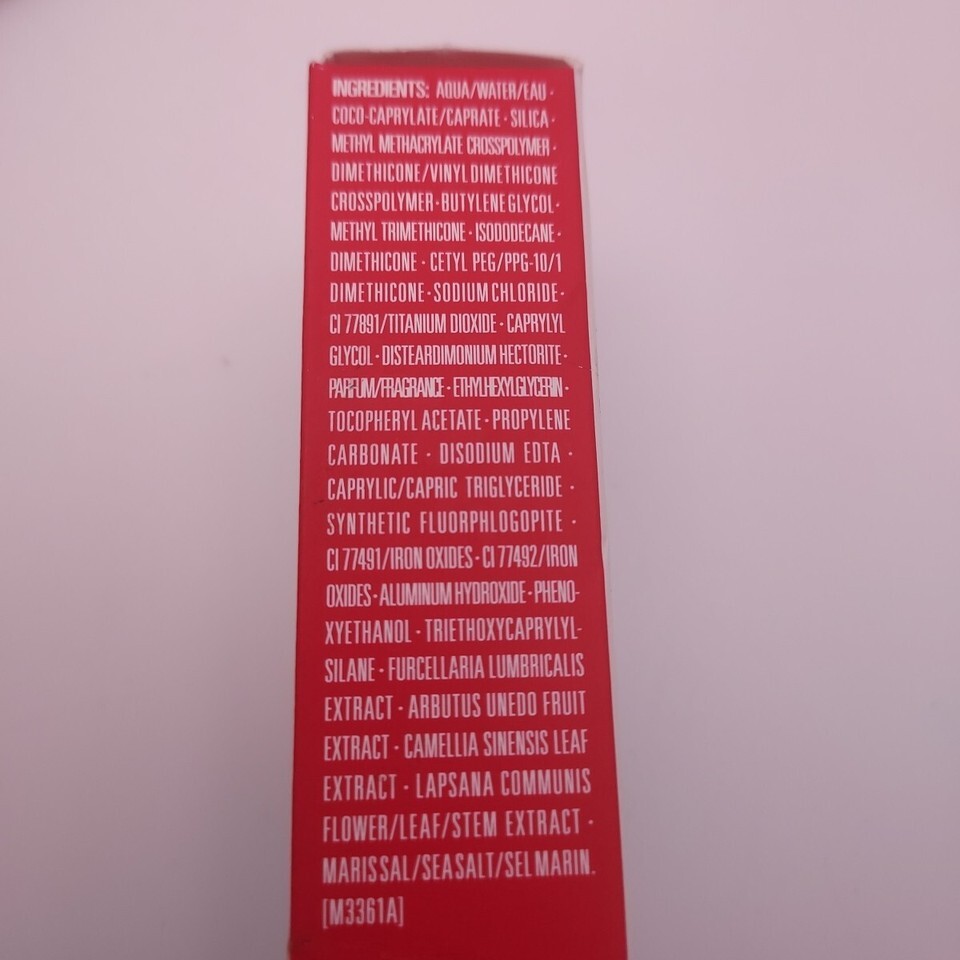 INGREDIENTS: AQUA/WATER/EAU •
COCO-CAPRYLATE/CAPRATE • SILICA •
METHYL METHACRYLATE CROSSPOLYMER •
DIMETHICONE/VINYL DIMETHICONE
CROSSPOLYMER • BUTYLENE GLYCOL •
METHYL TRIMETHICONE • ISODODECANE •
DIMETHICONE • CETYL PEG/PPG-10/1
DIMETHICONE • SODIUM CHLORIDE •
CI 77891/TITANIUM DIOXIDE • CAPRYLYL
GLYCOL • DISTEARDIMONIUM HECTORITE •
PARFUM/FRAGRANCE • ETHYLHEXYLGLYCERIN •
TOCOPHERYL ACETATE • PROPYLENE
CARBONATE • DISODIUM EDTA •
CAPRYLIC/CAPRIC TRIGLYCERIDE •
SYNTHETIC FLUORPHLOGOPITE •
CI 77491/IRON OXIDES • CI 77492/IRON
OXIDES • ALUMINUM HYDROXIDE • PHENO-
XYETHANOL • TRIETHOXYCAPRYLYL-
SILANE • FURCELLARIA LUMBRICALIS
EXTRACT • ARBUTUS UNEDO FRUIT
EXTRACT • CAMELLIA SINENSIS LEAF
EXTRACT • LAPSANA COMMUNIS
FLOWER/LEAF/STEM EXTRACT •
MARIS SAL/SEA SALT/SEL MARIN.
[M3361A]